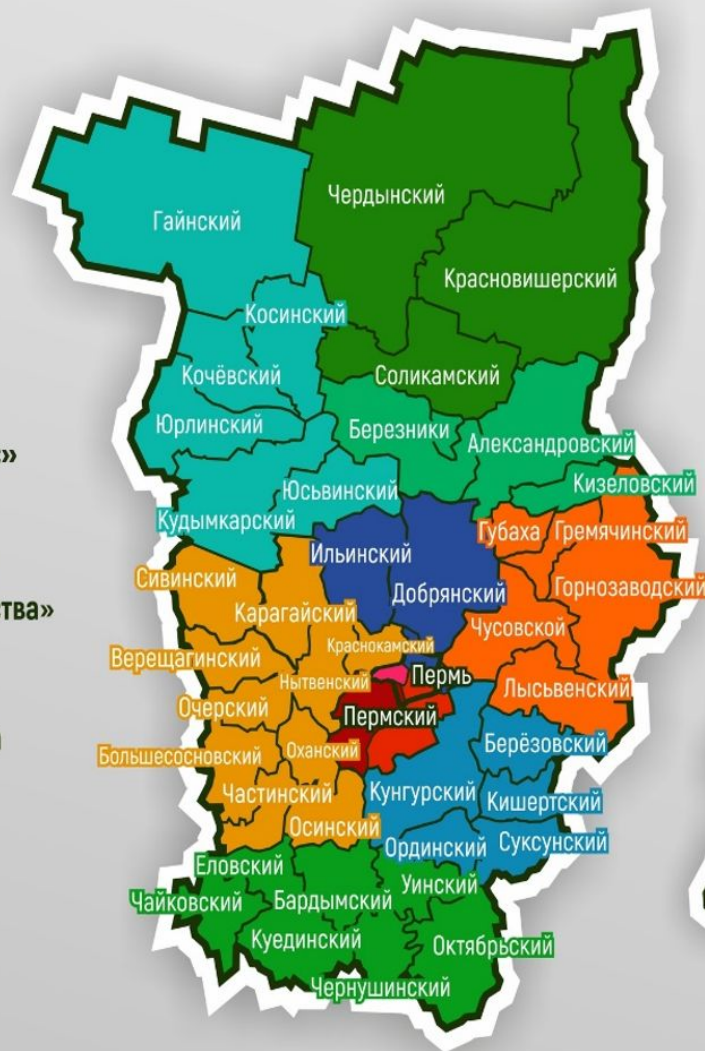 Гайнский
Чердынский
Красновишерский
Косинский
Кочёвский
Соликамский
Юрлинский
Березники
Александровский
»
Юсьвинский
Кизеловский
Кудымкарский
Ильинский
Губаха
Гремячинский
Сивинский
Добрянский
Горнозаводский
ства»
Карагайский
Чусовской
Краснокамский
Верещагинский
Пермь
Нытвенский
Лысьвенский
Очерский
Пермский
Берёзовский
Большесосновский
Оханский
Частинский
Кунгурский
Кишертский
Осинский
Ординский
Суксунский
Еловский
Уинский
Чайковский
Бардымский
Куединский
Октябрьский
Чернушинский